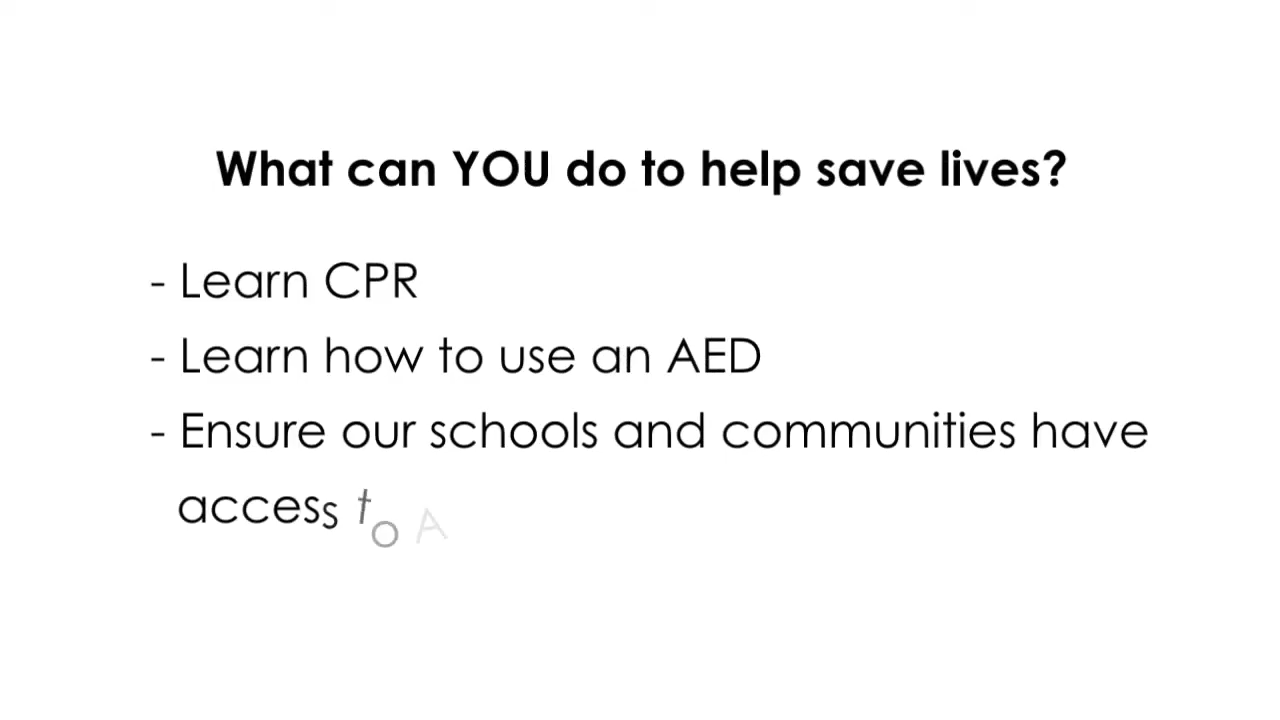 What can YOU do to help save lives?
- Learn CPR
- Learn how to use an AED
- Ensure our schools and communities have
access to A